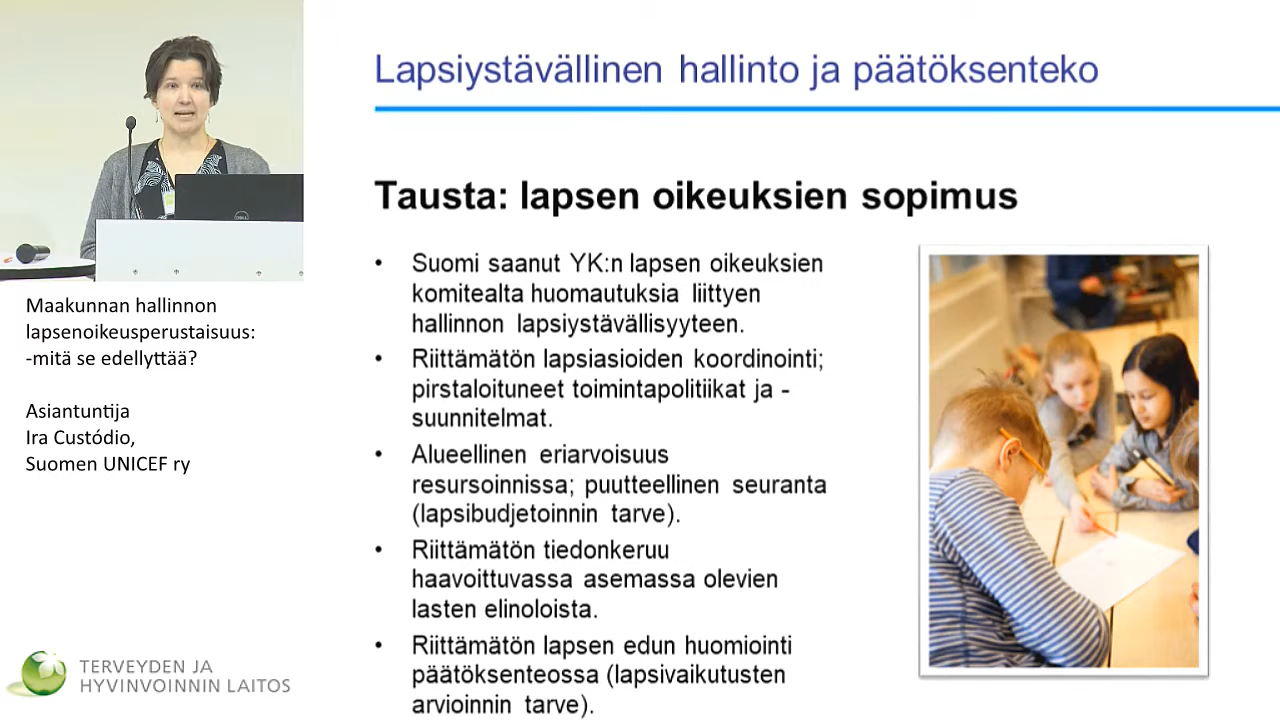 Lapsiystävällinen hallinto ja päätöksenteko
Tausta: lapsen oikeuksien sopimus
• Suomi saanut YK:n lapsen oikeuksien
komitealta huomautuksia liittyen
hallinnon lapsiystävällisyyteen.
• Riittämätön lapsiasioiden koordinointi;
pirstaloituneet toimintapolitiikat ja -
suunnitelmat.
• Alueellinen eriarvoisuus
resursoinnissa; puutteellinen seuranta
(lapsibudjetoinnin tarve).
• Riittämätön tiedonkeruu
haavoittuvassa asemassa olevien
lasten elinoloista.
• Riittämätön lapsen edun huomiointi
päätöksenteossa (lapsivaikutusten
arvioinnin tarve).
Maakunnan hallinnon
lapsenoikeusperustaisuus:
-mitä se edellyttää?
Asiantuntija
Ira Custódio,
Suomen UNICEF ry
TERVEYDEN JA
HYVINVOINNIN LAITOS
DELL